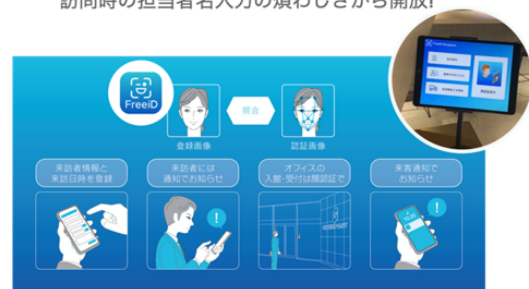 訪問時の担当者名入力の煩わしさから開放!
FreeiD
照合
登録画像
認証画像
来訪者情報と
来訪日時を登録
来訪者には
通知でお知らせ
オフィスの
入館・受付は顔認証で
来客通知で
お知らせ